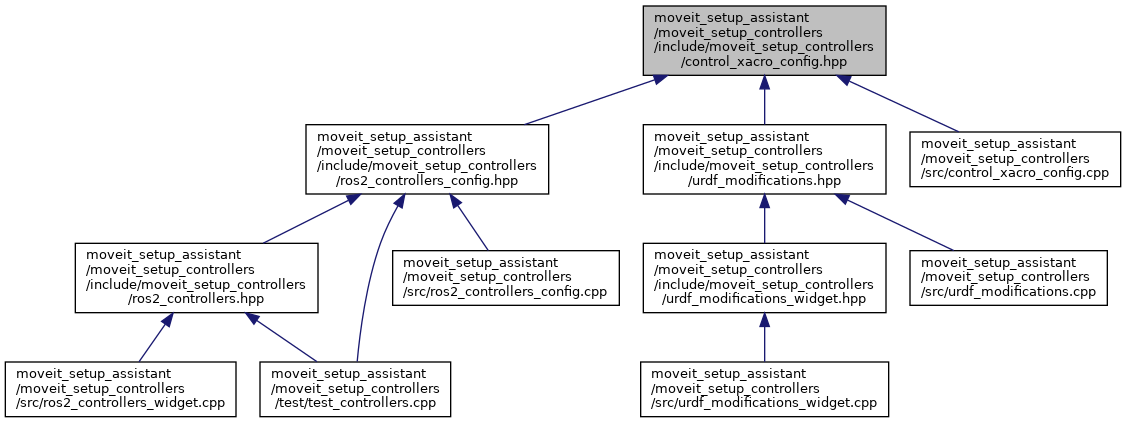 moveit_setup_assistant
/moveit_setup_controllers
/include/moveit_setup_controllers
/control_xacro_config.hpp
moveit_setup_assistant
/moveit_setup_controllers
/include/moveit_setup_controllers
/ros2_controllers_config.hpp
moveit_setup_assistant
/moveit_setup_controllers
/include/moveit_setup_controllers
/urdf_modifications.hpp
moveit_setup_assistant
/moveit_setup_controllers
/src/control_xacro_config.cpp
moveit_setup_assistant
/moveit_setup_controllers
/include/moveit_setup_controllers
/ros2_controllers.hpp
moveit_setup_assistant
/moveit_setup_controllers
/src/ros2_controllers_config.cpp
moveit_setup_assistant
/moveit_setup_controllers
/include/moveit_setup_controllers
/urdf_modifications_widget.hpp
moveit_setup_assistant
/moveit_setup_controllers
/src/urdf_modifications.cpp
moveit_setup_assistant
/moveit_setup_controllers
/src/ros2_controllers_widget.cpp
moveit_setup_assistant
/moveit_setup_controllers
/test/test_controllers.cpp
moveit_setup_assistant
/moveit_setup_controllers
/src/urdf_modifications_widget.cpp